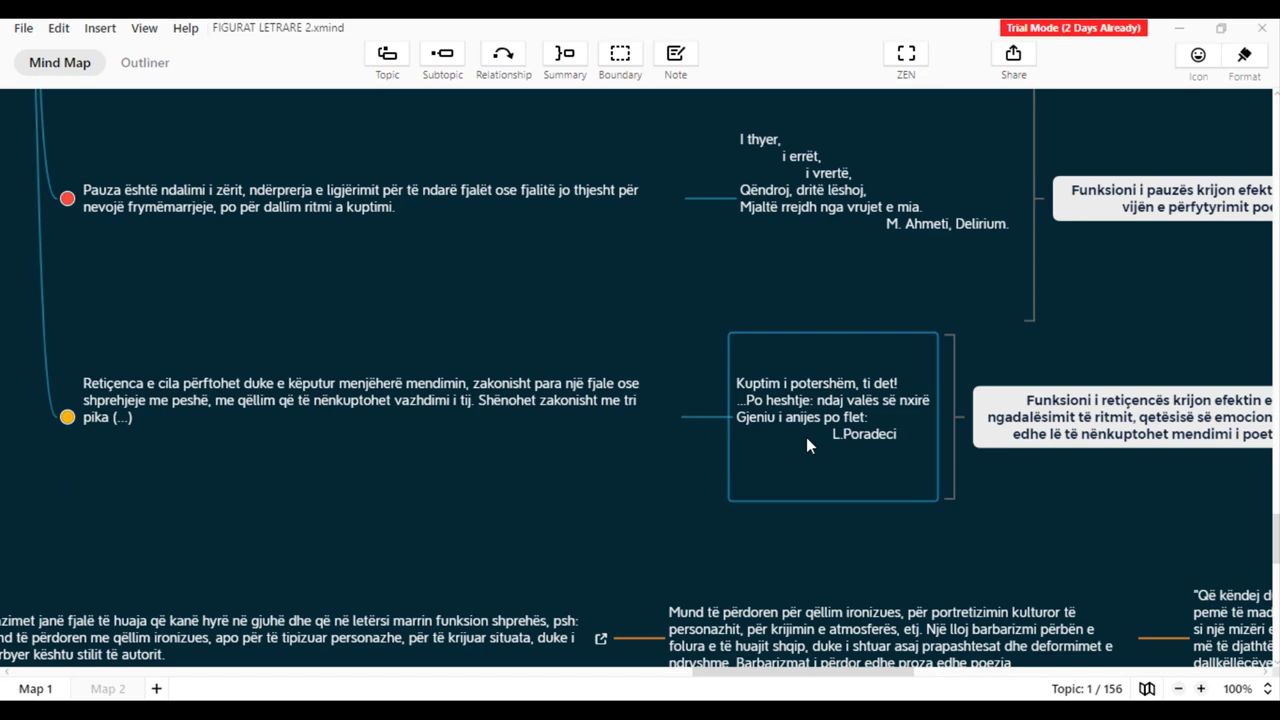 File Edit Insert View Help FIGURAT LETRARE 2.xmind Trial Mode (2 Days Already)
Mind Map Outliner
Topic Subtopic Relationship Summary Boundary Note ZEN Share Icon Format
I thyer,
i errët,
i vrertë,
Qëndroj, dritë lëshoj,
Mjaltë rrejdh nga vrujet e mia.
M. Ahmeti, Delirium.
Pauza është ndalimi i zërit, ndërprerja e ligjërimit për të ndarë fjalët ose fjalitë jo thjesht për
nevojë frymëmarrjeje, po për dallim ritmi a kuptimi.
Funksioni i pauzës krijon efekt
vijën e përfytyrimit poe
Retiçenca e cila përftohet duke e këputur menjëherë mendimin, zakonisht para një fjale ose
shprehjeje me peshë, me qëllim që të nënkuptohet vazhdimi i tij. Shënohet zakonisht me tri
pika (...)
Kuptim i potershëm, ti det!
...Po heshtje: ndaj valës së nxirë
Gjeniu i anijes po flet:
L.Poradeci
Funksioni i retiçencës krijon efektin e
ngadalësimit të ritmit, qetësisë së emocion
edhe lë të nënkuptohet mendimi i poet
zimet janë fjalë të huaja që kanë hyrë në gjuhë dhe që në letërsi marrin funksion shprehës, psh:
nd të përdoren me qëllim ironizues, apo për të tipizuar personazhe, për të krijuar situata, duke i
rbyer kështu stilit të autorit.
Mund të përdoren për qëllim ironizues, për portretizimin kulturor të
personazhit, për krijimin e atmosferës, etj. Një lloj barbarizmi përbën e
folura e të huajit shqip, duke i shtuar asaj prapashtesat dhe deformimet e
ndryshme. Barbarizmat i përdor edhe proza edhe poezia
"Që këndej d
pemë të mad
si një mizëri e
më të djathtë
dallkëllëçëve
Map 1 Map 2 + Topic: 1 / 156 100%